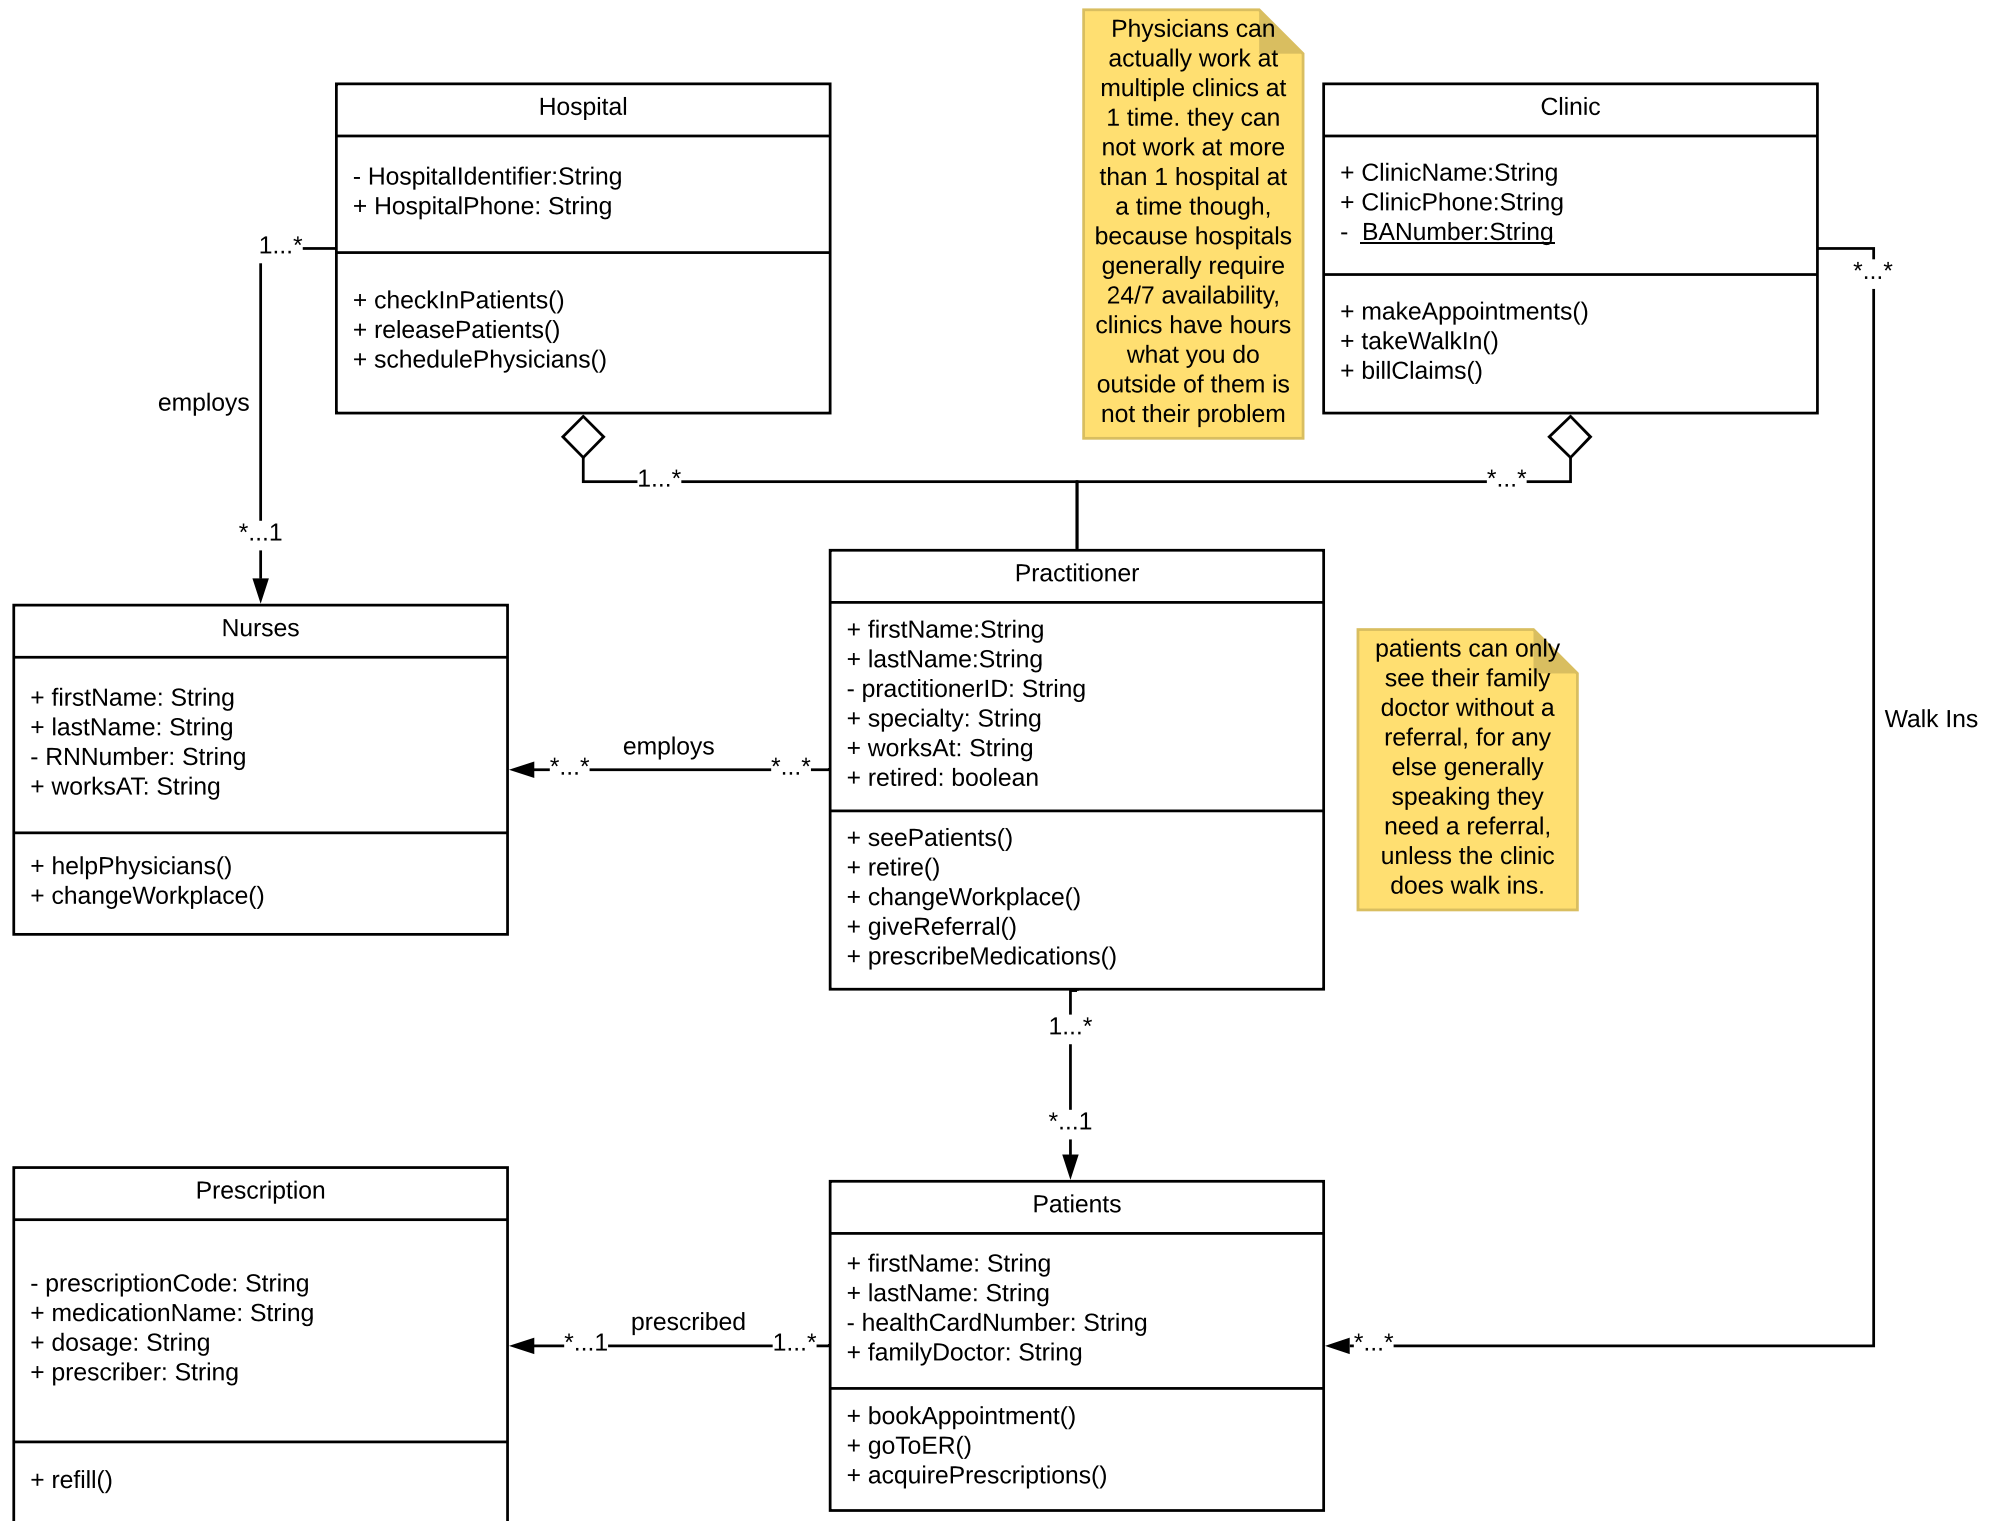 Physicians can
actually work at
multiple clinics at
1 time. they can
not work at more
than 1 hospital at
a time though,
because hospitals
generally require
24/7 availability,
clinics have hours
what you do
outside of them is
not their problem
Hospital
- HospitalIdentifier:String
+ HospitalPhone: String
+ checkInPatients()
+ releasePatients()
+ schedulePhysicians()
Clinic
+ ClinicName:String
+ ClinicPhone:String
- BANumber:String
+ makeAppointments()
+ takeWalkIn()
+ billClaims()
1...*
employs
*...1
1...*
*...*
*...*
Walk Ins
*...*
Nurses
+ firstName: String
+ lastName: String
- RNNumber: String
+ worksAT: String
+ helpPhysicians()
+ changeWorkplace()
*...*
employs
*...*
Practitioner
+ firstName:String
+ lastName:String
- practitionerID: String
+ specialty: String
+ worksAt: String
+ retired: boolean
+ seePatients()
+ retire()
+ changeWorkplace()
+ giveReferral()
+ prescribeMedications()
patients can only
see their family
doctor without a
referral, for any
else generally
speaking they
need a referral,
unless the clinic
does walk ins.
1...*
*...1
Prescription
- prescriptionCode: String
+ medicationName: String
+ dosage: String
+ prescriber: String
+ refill()
*...1
prescribed
1...*
Patients
+ firstName: String
+ lastName: String
- healthCardNumber: String
+ familyDoctor: String
+ bookAppointment()
+ goToER()
+ acquirePrescriptions()